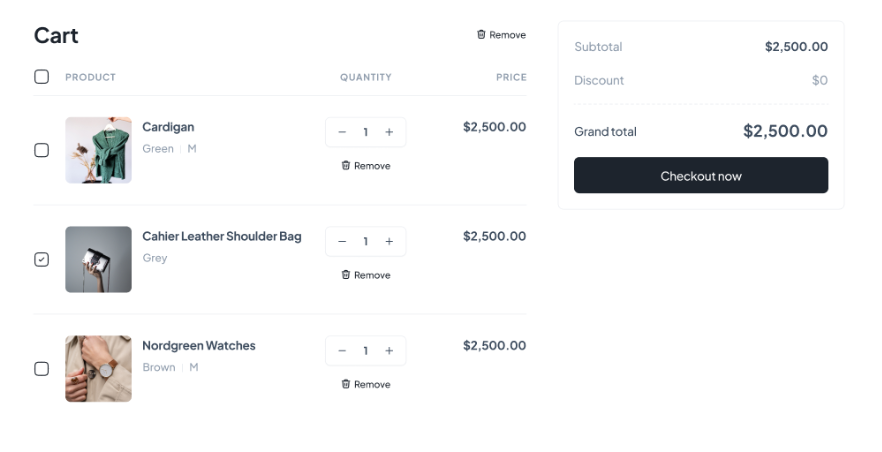 Cart
Remove
PRODUCT QUANTITY PRICE
Cardigan 1 $2,500.00
Green | M
Remove
Cahier Leather Shoulder Bag 1 $2,500.00
Grey
Remove
Nordgreen Watches 1 $2,500.00
Brown | M
Remove
Subtotal $2,500.00
Discount $0
Grand total $2,500.00
Checkout now